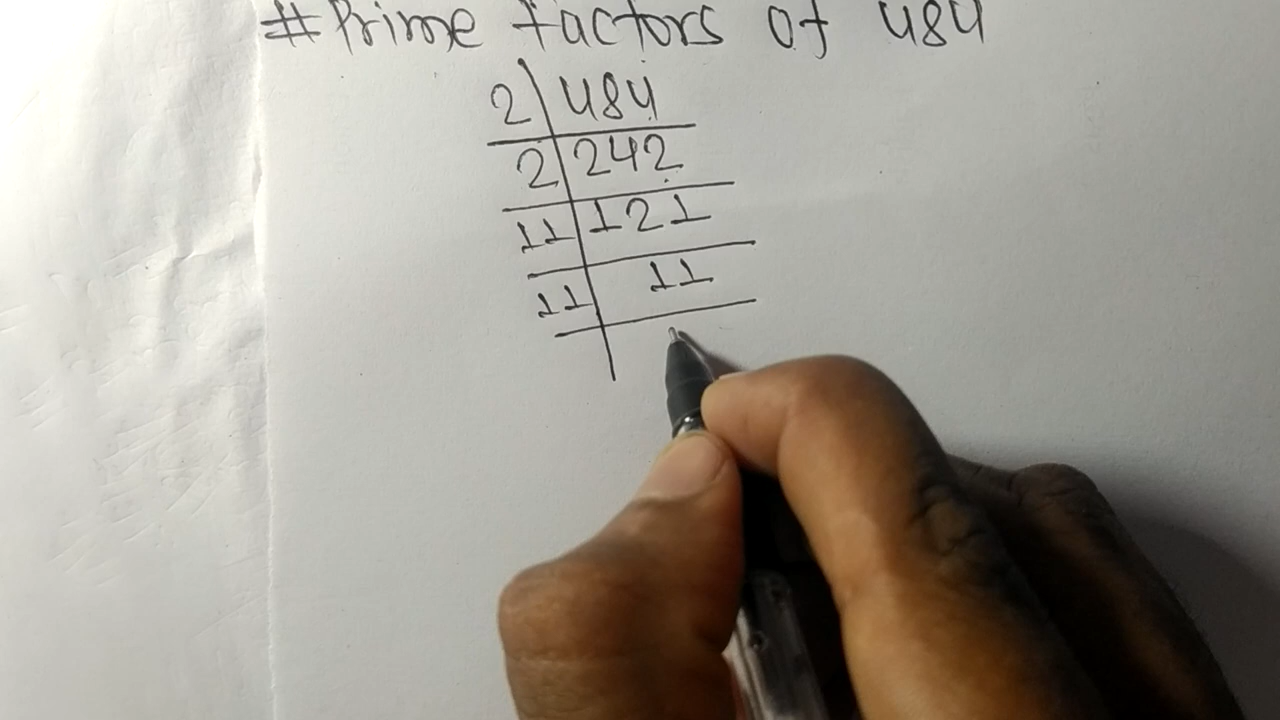 #Prime factors of 484
2 484
2 242
11 121
11 11